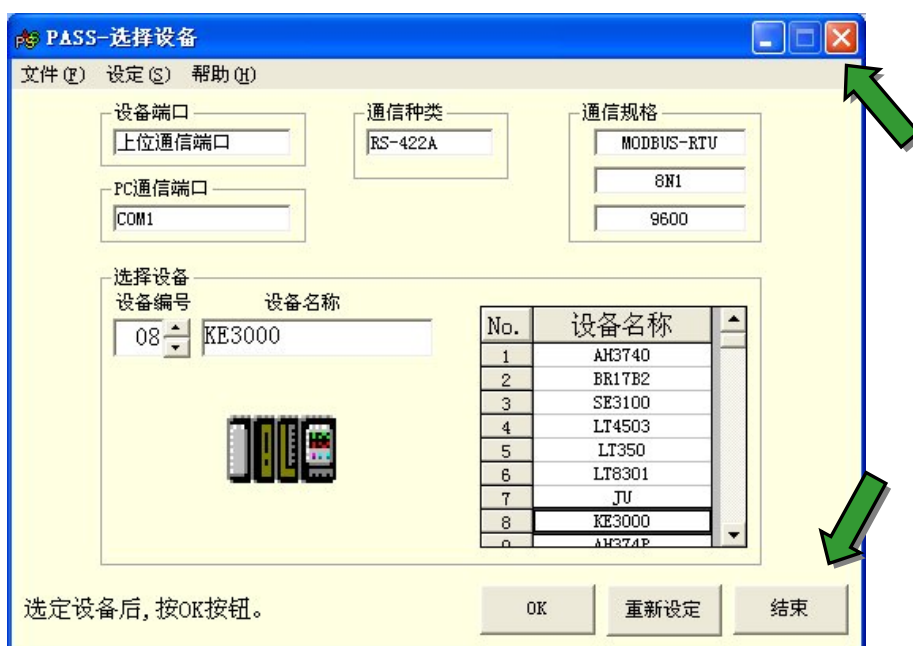 PASS-选择设备
文件(F) 设定(S) 帮助(H)
设备端口
上位通信端口
通信种类
RS-422A
通信规格
MODBUS-RTU
8N1
9600
PC通信端口
COM1
选择设备
设备编号 设备名称
08 KE3000
No. 设备名称
1 AH3740
2 BR17B2
3 SE3100
4 LT4503
5 LT350
6 LT8301
7 JU
8 KE3000
9 AH374P
选定设备后,按OK按钮。
OK 重新设定 结束